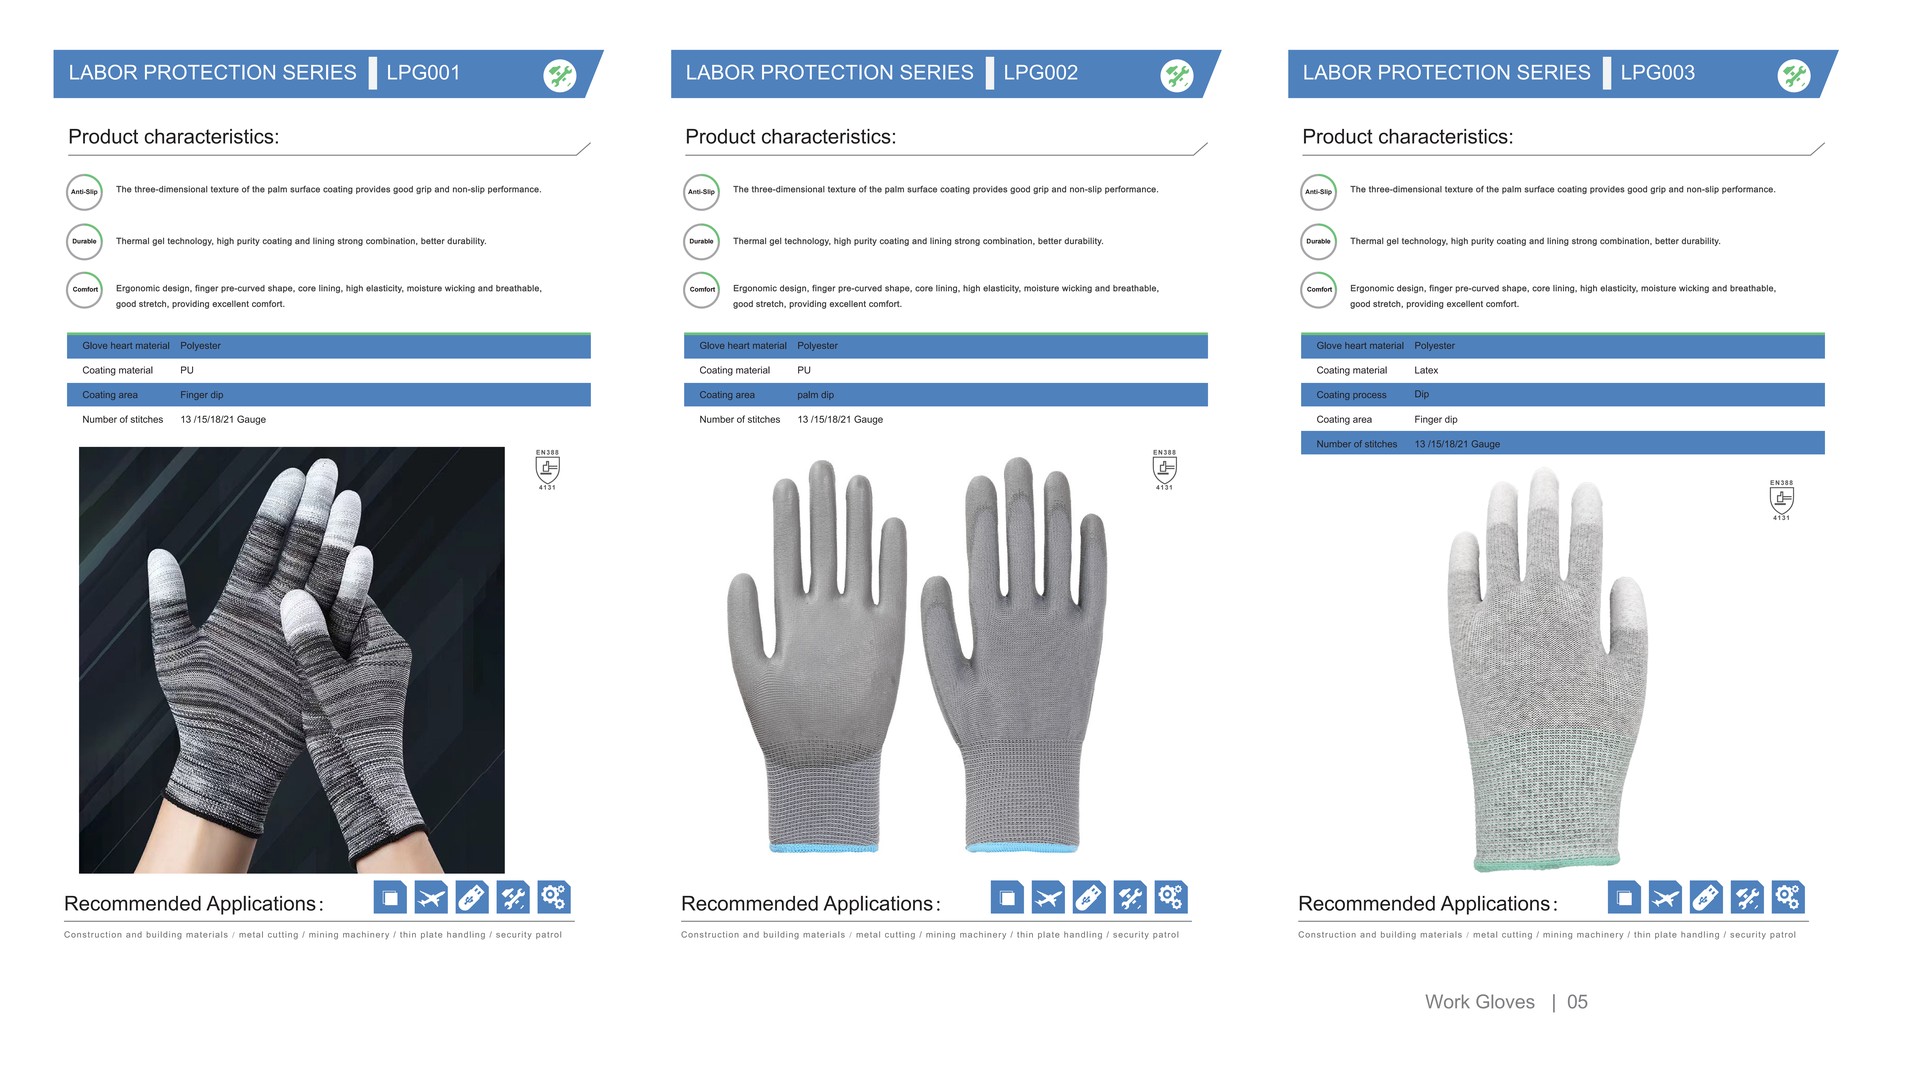 LABOR PROTECTION SERIES LPG001
Product characteristics:
Anti-Slip The three-dimensional texture of the palm surface coating provides good grip and non-slip performance.
Durable Thermal gel technology, high purity coating and lining strong combination, better durability.
Comfort Ergonomic design, finger pre-curved shape, core lining, high elasticity, moisture wicking and breathable,
good stretch, providing excellent comfort.
Glove heart material Polyester
Coating material PU
Coating area Finger dip
Number of stitches 13 /15/18/21 Gauge
EN388
4131
Recommended Applications:
Construction and building materials / metal cutting / mining machinery / thin plate handling / security patrol
LABOR PROTECTION SERIES LPG002
Product characteristics:
Anti-Slip The three-dimensional texture of the palm surface coating provides good grip and non-slip performance.
Durable Thermal gel technology, high purity coating and lining strong combination, better durability.
Comfort Ergonomic design, finger pre-curved shape, core lining, high elasticity, moisture wicking and breathable,
good stretch, providing excellent comfort.
Glove heart material Polyester
Coating material PU
Coating area palm dip
Number of stitches 13 /15/18/21 Gauge
EN388
4131
Recommended Applications:
Construction and building materials / metal cutting / mining machinery / thin plate handling / security patrol
LABOR PROTECTION SERIES LPG003
Product characteristics:
Anti-Slip The three-dimensional texture of the palm surface coating provides good grip and non-slip performance.
Durable Thermal gel technology, high purity coating and lining strong combination, better durability.
Comfort Ergonomic design, finger pre-curved shape, core lining, high elasticity, moisture wicking and breathable,
good stretch, providing excellent comfort.
Glove heart material Polyester
Coating material Latex
Coating process Dip
Coating area Finger dip
Number of stitches 13 /15/18/21 Gauge
EN388
4131
Recommended Applications:
Construction and building materials / metal cutting / mining machinery / thin plate handling / security patrol
Work Gloves | 05